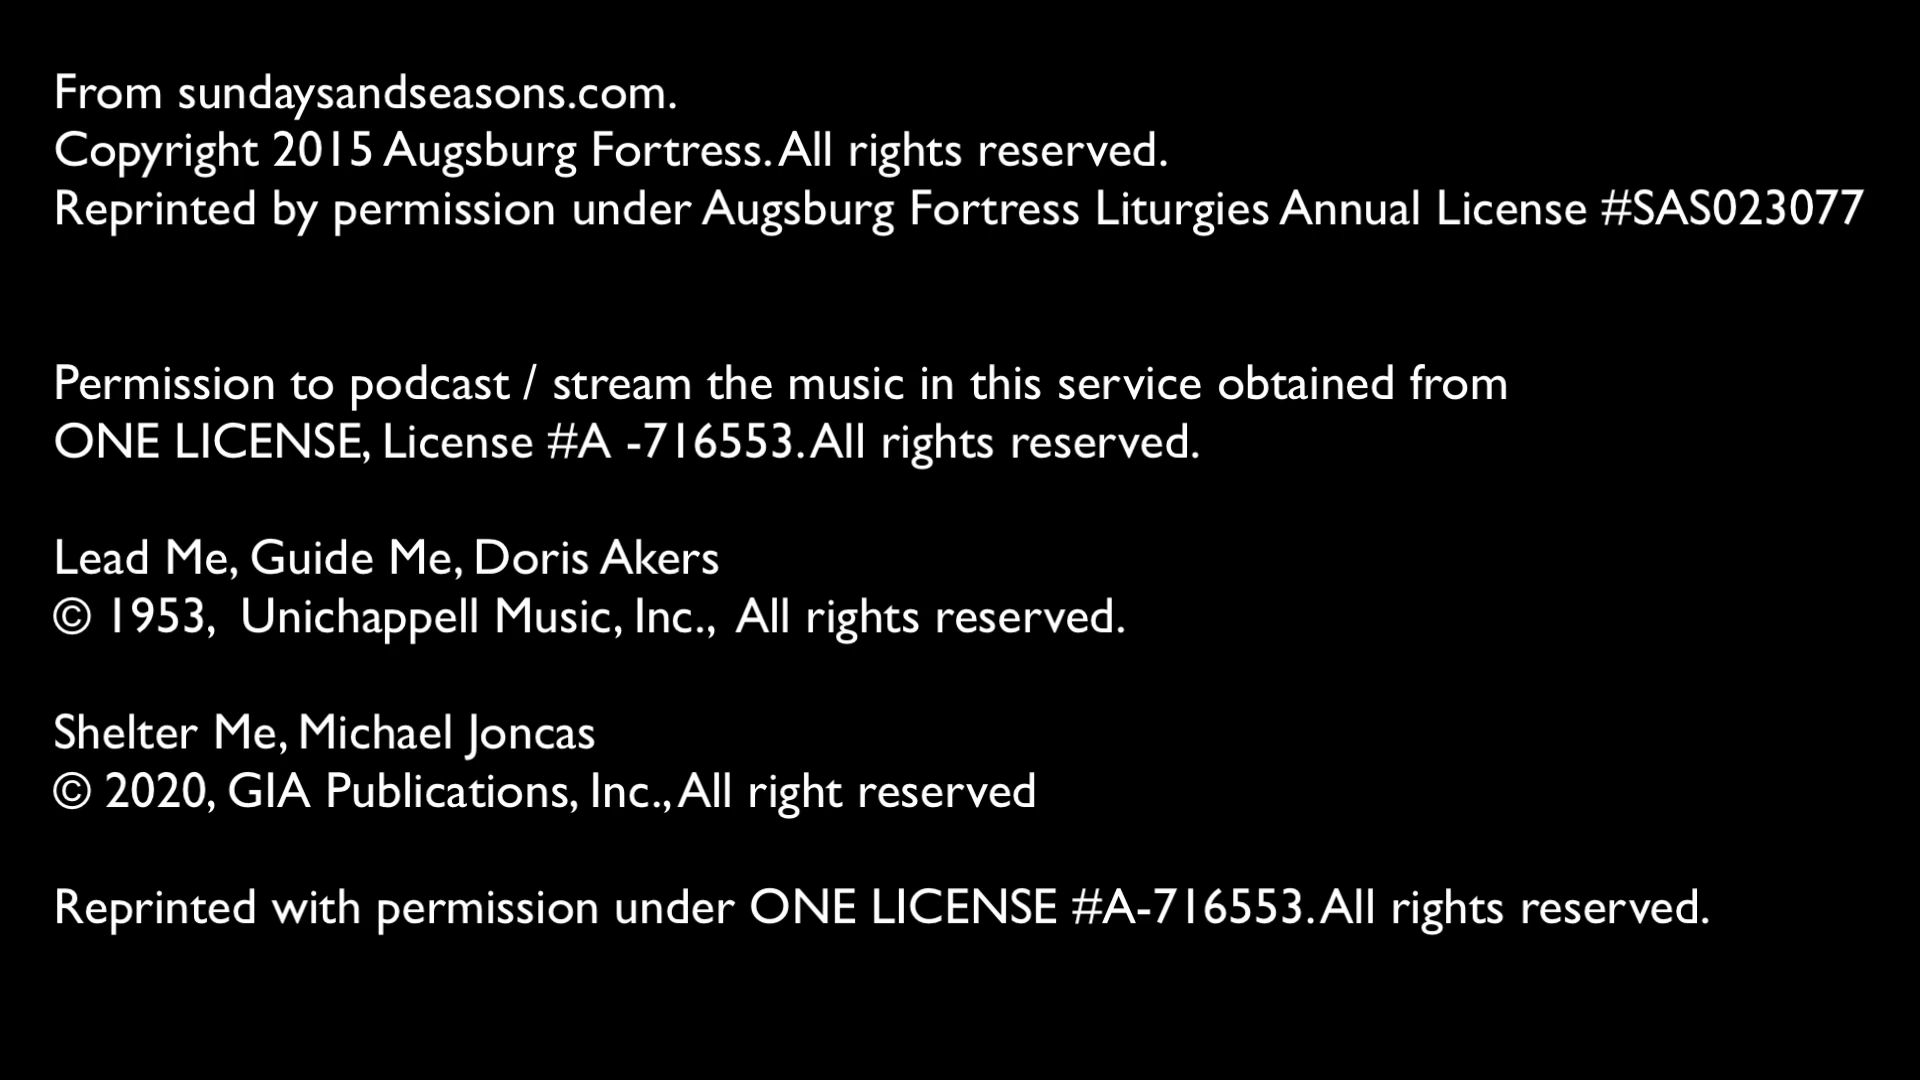 From sundaysandseasons.com.
Copyright 2015 Augsburg Fortress. All rights reserved.
Reprinted by permission under Augsburg Fortress Liturgies Annual License #SAS023077
Permission to podcast / stream the music in this service obtained from
ONE LICENSE, License #A -716553. All rights reserved.
Lead Me, Guide Me, Doris Akers
© 1953, Unichappell Music, Inc., All rights reserved.
Shelter Me, Michael Joncas
© 2020, GIA Publications, Inc., All right reserved
Reprinted with permission under ONE LICENSE #A-716553. All rights reserved.